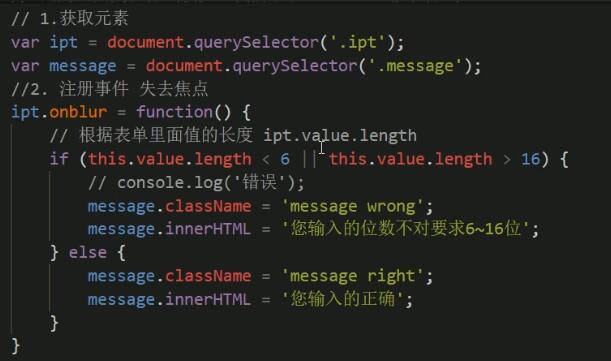 // 1.获取元素
var ipt = document.querySelector('.ipt');
var message = document.querySelector('.message');
//2. 注册事件 失去焦点
ipt.onblur = function() {
    // 根据表单里面值的长度 ipt.value.length
    if (this.value.length < 6 || this.value.length > 16) {
        // console.log('错误');
        message.className = 'message wrong';
        message.innerHTML = '您输入的位数不对要求6~16位';
    } else {
        message.className = 'message right';
        message.innerHTML = '您输入的正确';
    }
}